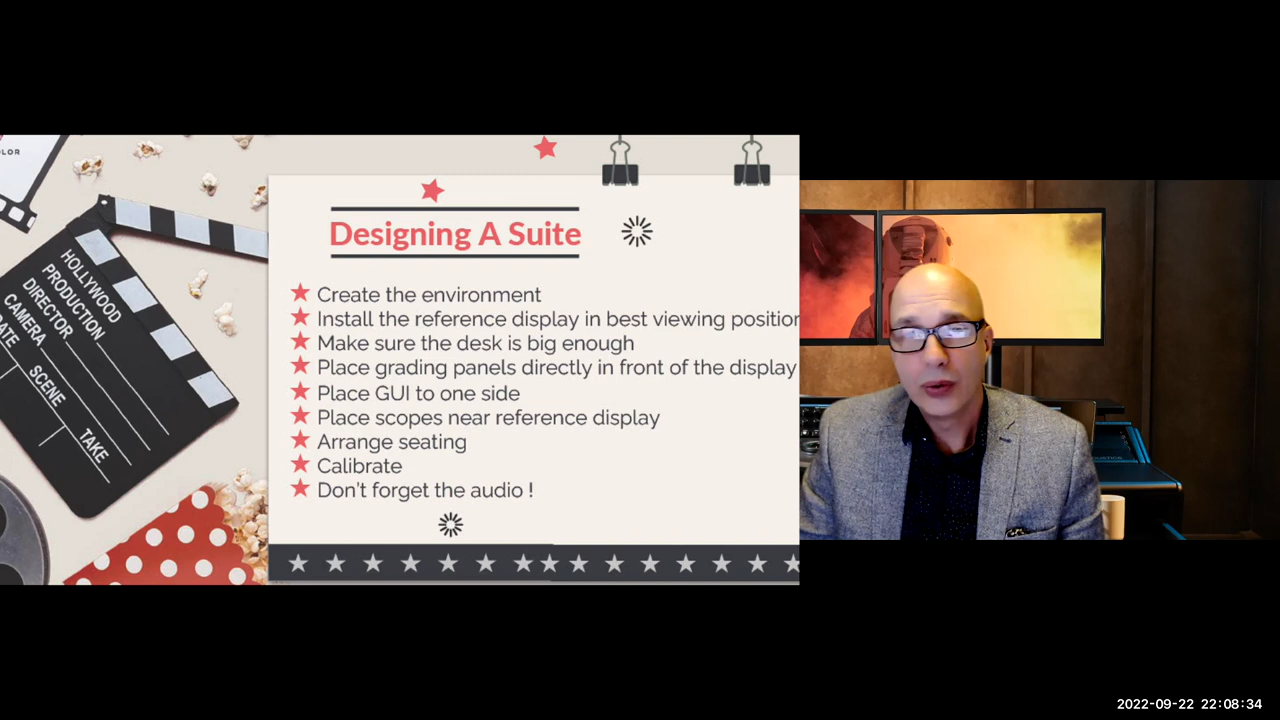 OLOR
HOLLYWOOD
PRODUCTION
DIRECTOR
CAMERA
SCENE
TAKE
Designing A Suite
Create the environment
Install the reference display in best viewing position
Make sure the desk is big enough
Place grading panels directly in front of the display
Place GUI to one side
Place scopes near reference display
Arrange seating
Calibrate
Don't forget the audio !
2022-09-22 22:08:34